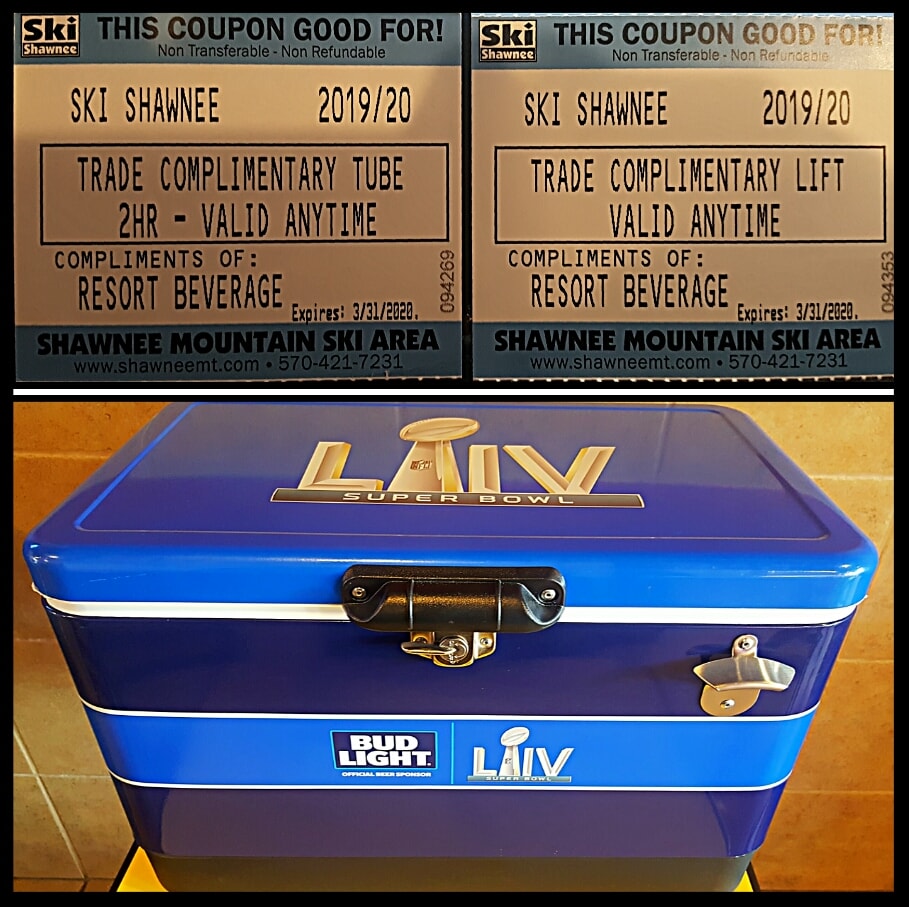 Ski
Shawnee
THIS COUPON GOOD FOR!
Non Transferable - Non Refundable
SKI SHAWNEE 2019/20
TRADE COMPLIMENTARY TUBE
2HR - VALID ANYTIME
COMPLIMENTS OF:
RESORT BEVERAGE
Expires: 3/31/2020.
094269
SHAWNEE MOUNTAIN SKI AREA
www.shawneemt.com • 570-421-7231
Ski
Shawnee
THIS COUPON GOOD FOR!
Non Transferable - Non Refundable
SKI SHAWNEE 2019/20
TRADE COMPLIMENTARY LIFT
VALID ANYTIME
COMPLIMENTS OF:
RESORT BEVERAGE
Expires: 3/31/2020.
094353
SHAWNEE MOUNTAIN SKI AREA
www.shawneemt.com • 570-421-7231
LIV
SUPER BOWL
BUD
LIGHT
OFFICIAL BEER SPONSOR
LIV
SUPER BOWL